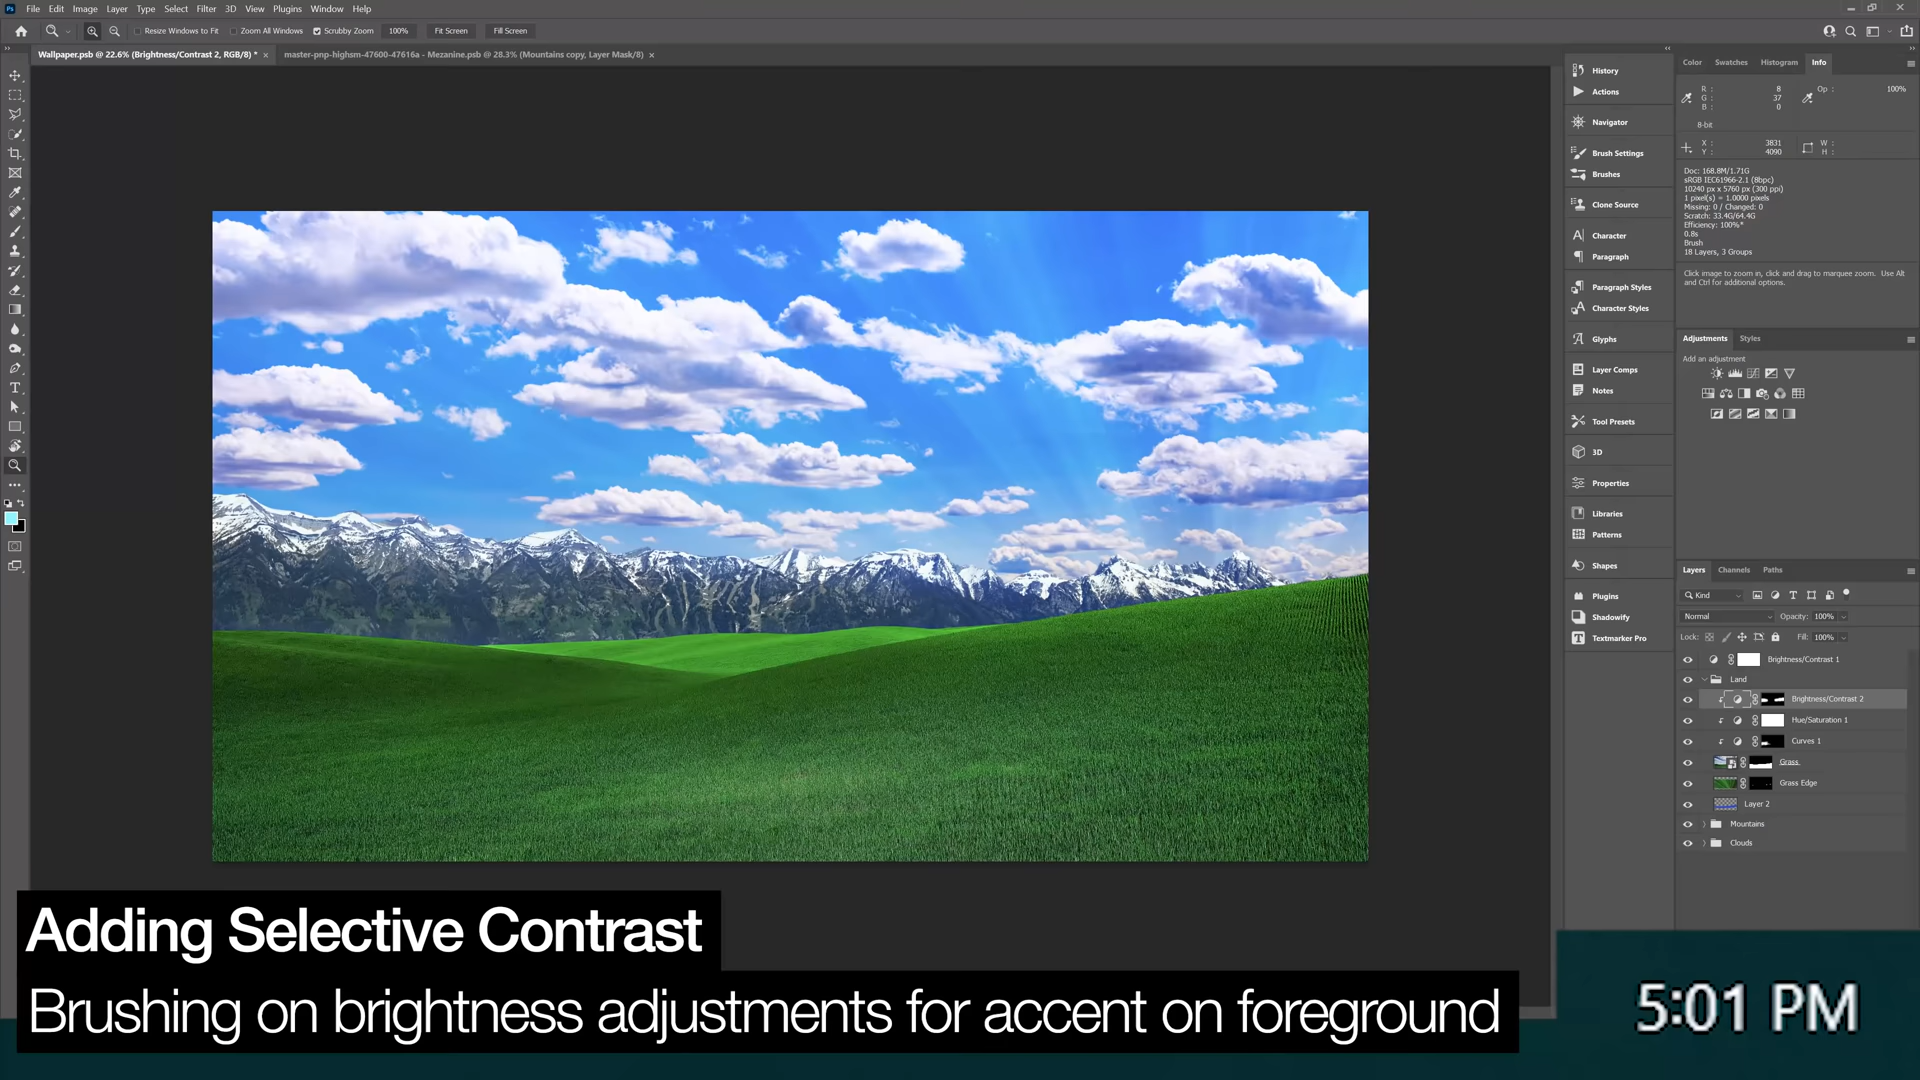 Ps File Edit Image Layer Type Select Filter 3D View Plugins Window Help
Resize Windows to Fit Zoom All Windows Scrubby Zoom 100% Fit Screen Fill Screen
Wallpaper.psb @ 22.6% (Brightness/Contrast 2, RGB/8) * × master-pnp-highsm-47600-47616a - Mezanine.psb @ 28.3% (Mountains copy, Layer Mask/8) ×
History
Actions
Navigator
Brush Settings
Brushes
Clone Source
Character
Paragraph
Paragraph Styles
Character Styles
Glyphs
Layer Comps
Notes
Tool Presets
3D
Properties
Libraries
Patterns
Shapes
Plugins
Shadowify
Textmarker Pro
Color Swatches Histogram Info
R : 8 Op : 100%
G : 37
B : 0
8-bit
X : 3831 W :
Y : 4090 H :
Doc: 168.8M/1.71G
sRGB IEC61966-2.1 (8bpc)
10240 px x 5760 px (300 ppi)
1 pixel(s) = 1.0000 pixels
Missing: 0 / Changed: 0
Scratch: 33.4G/64.4G
Efficiency: 100%*
0.8s
Brush
18 Layers, 3 Groups
Click image to zoom in, click and drag to marquee zoom. Use Alt
and Ctrl for additional options.
Adjustments Styles
Add an adjustment
Layers Channels Paths
Kind
Normal Opacity: 100%
Lock: Fill: 100%
Brightness/Contrast 1
Land
Brightness/Contrast 2
Hue/Saturation 1
Curves 1
Grass
Grass Edge
Layer 2
Mountains
Clouds
Adding Selective Contrast
Brushing on brightness adjustments for accent on foreground
5:01 PM